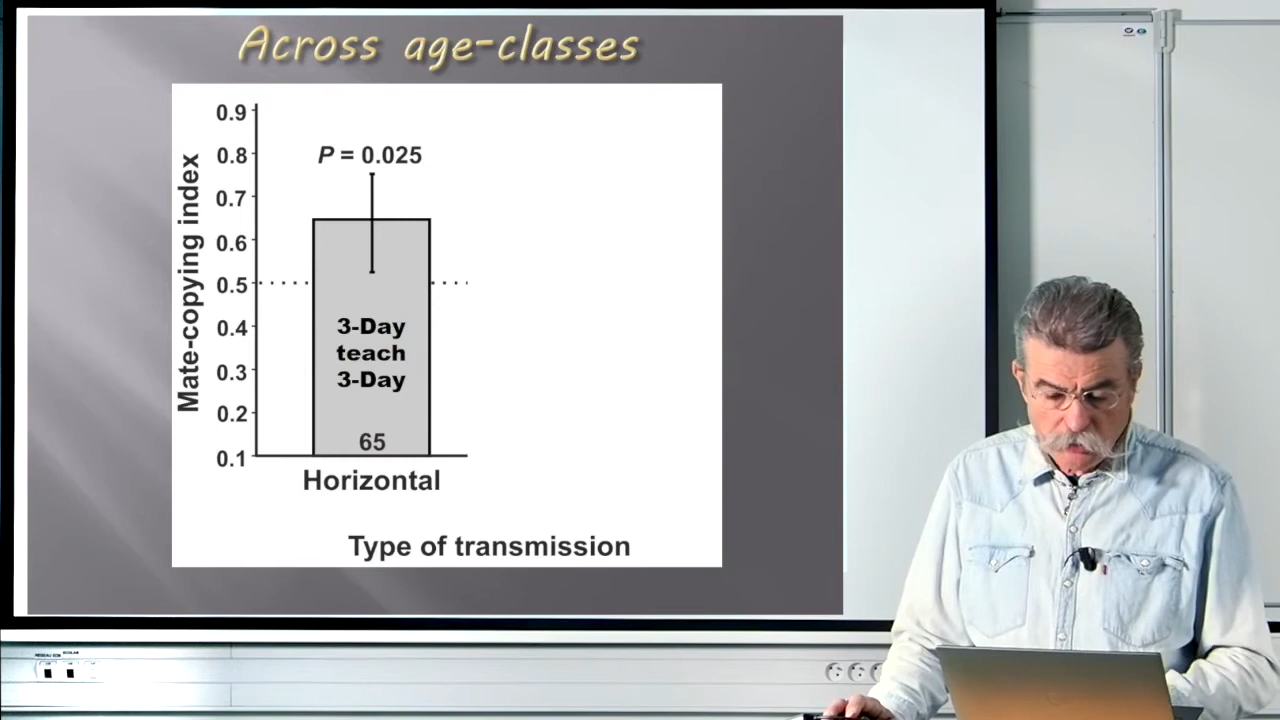 Across age-classes
Mate-copying index
0.9
0.8
0.7
0.6
0.5
0.4
0.3
0.2
0.1
P = 0.025
3-Day
teach
3-Day
65
Horizontal
Type of transmission